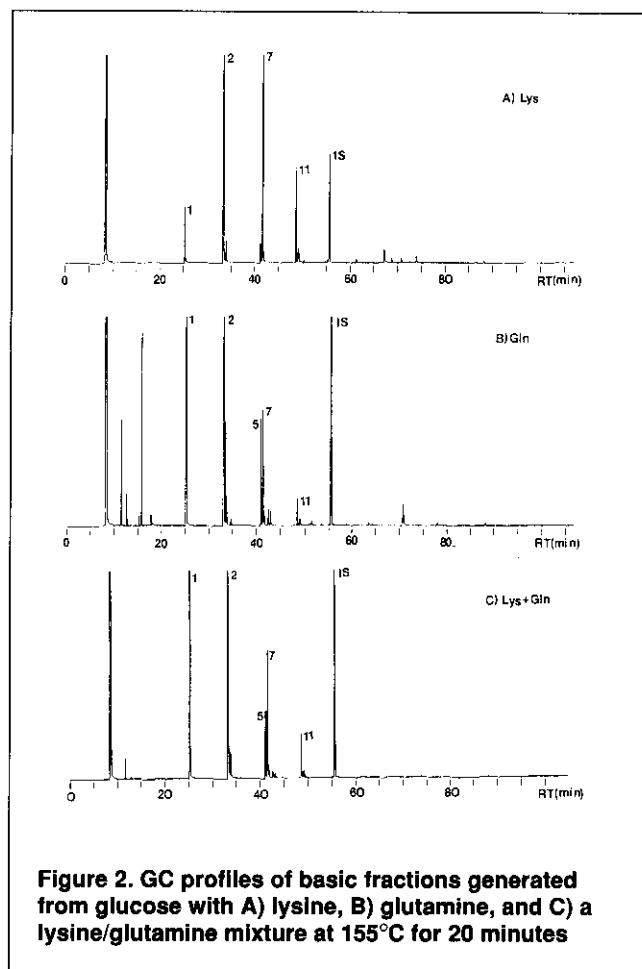 2
7
A) Lys
11
1S
1
0 20 40 60 80 RT(min)
1
2
IS
B) Gln
7
5
11
0 20 40 60 80 RT(min)
1
2
IS
C) Lys+Gln
7
5
11
0 20 40 60 80 RT(min)
Figure 2. GC profiles of basic fractions generated
from glucose with A) lysine, B) glutamine, and C) a
lysine/glutamine mixture at 155°C for 20 minutes